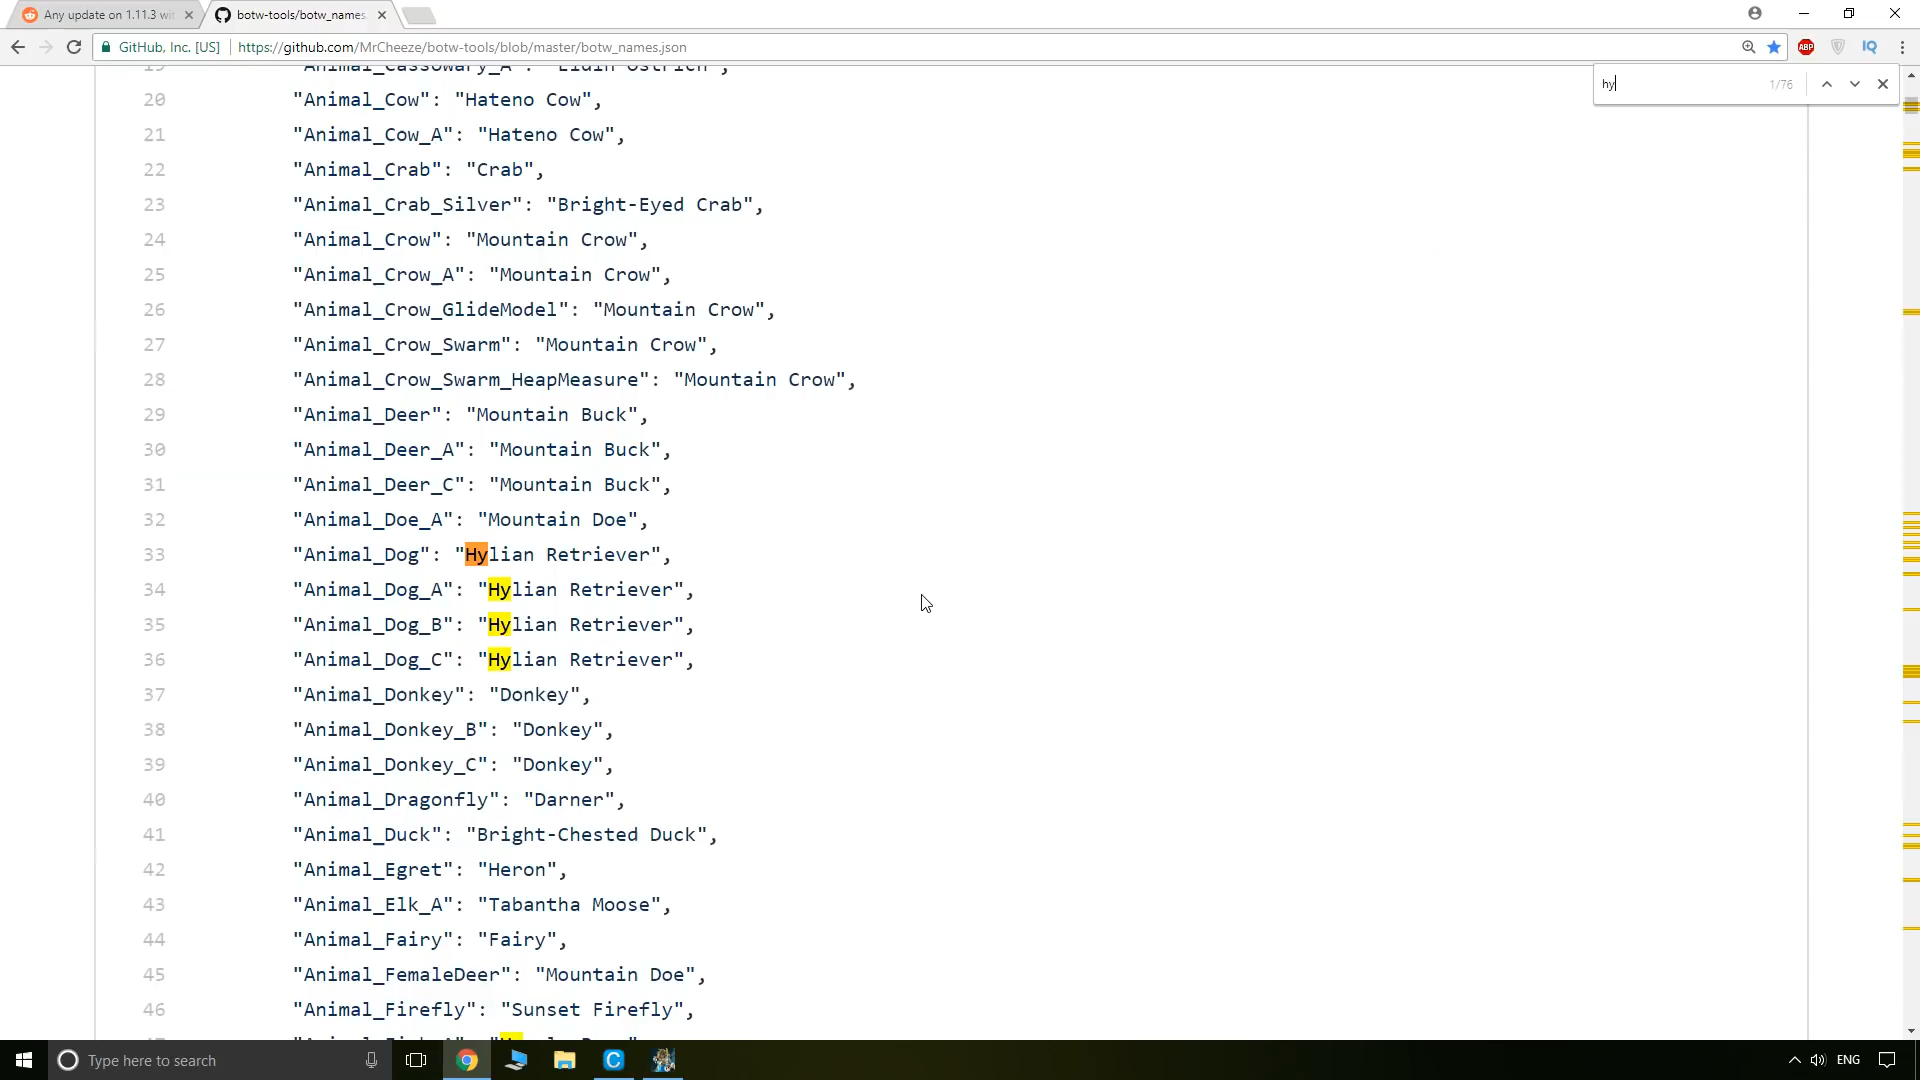 Any update on 1.11.3 wi
botw-tools/botw_names.
GitHub, Inc. [US] https://github.com/MrCheeze/botw-tools/blob/master/botw_names.json
ABP
IQ
hy 1/76
19 "Animal_Cassowary_A": "Eldin Ostrich",
20 "Animal_Cow": "Hateno Cow",
21 "Animal_Cow_A": "Hateno Cow",
22 "Animal_Crab": "Crab",
23 "Animal_Crab_Silver": "Bright-Eyed Crab",
24 "Animal_Crow": "Mountain Crow",
25 "Animal_Crow_A": "Mountain Crow",
26 "Animal_Crow_GlideModel": "Mountain Crow",
27 "Animal_Crow_Swarm": "Mountain Crow",
28 "Animal_Crow_Swarm_HeapMeasure": "Mountain Crow",
29 "Animal_Deer": "Mountain Buck",
30 "Animal_Deer_A": "Mountain Buck",
31 "Animal_Deer_C": "Mountain Buck",
32 "Animal_Doe_A": "Mountain Doe",
33 "Animal_Dog": "Hylian Retriever",
34 "Animal_Dog_A": "Hylian Retriever",
35 "Animal_Dog_B": "Hylian Retriever",
36 "Animal_Dog_C": "Hylian Retriever",
37 "Animal_Donkey": "Donkey",
38 "Animal_Donkey_B": "Donkey",
39 "Animal_Donkey_C": "Donkey",
40 "Animal_Dragonfly": "Darner",
41 "Animal_Duck": "Bright-Chested Duck",
42 "Animal_Egret": "Heron",
43 "Animal_Elk_A": "Tabantha Moose",
44 "Animal_Fairy": "Fairy",
45 "Animal_FemaleDeer": "Mountain Doe",
46 "Animal_Firefly": "Sunset Firefly",
Type here to search
ENG